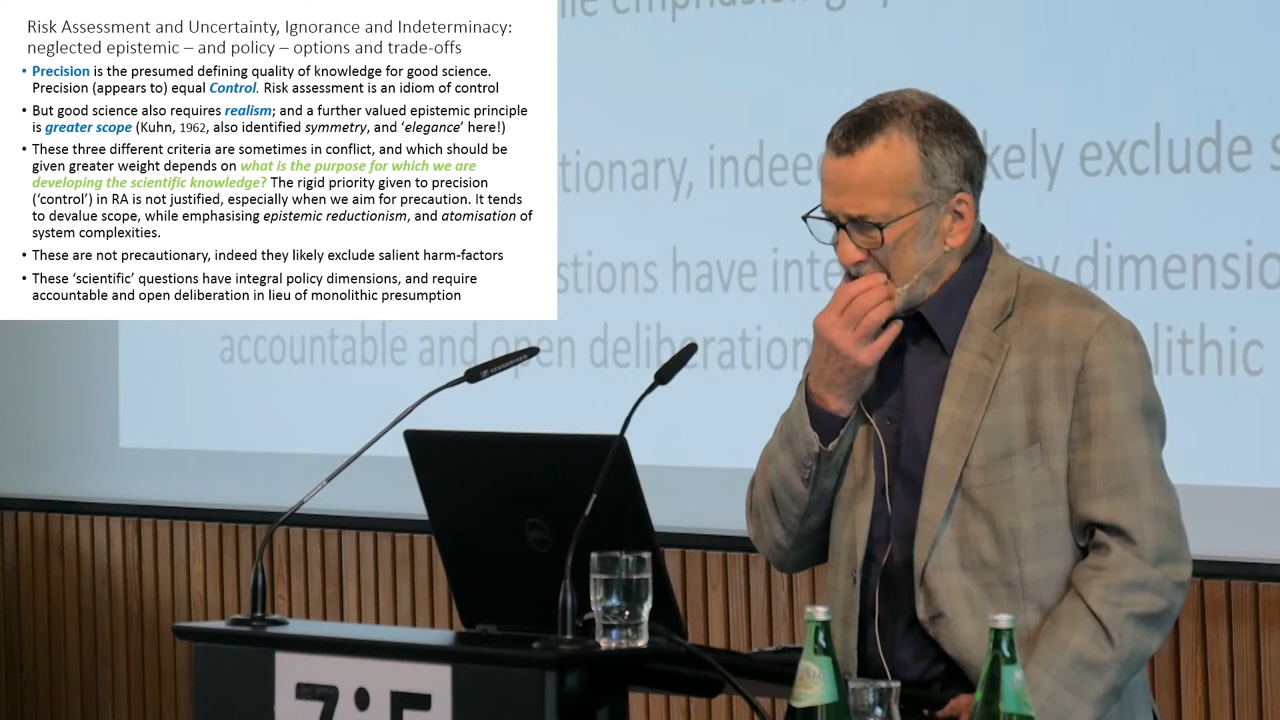 Risk Assessment and Uncertainty, Ignorance and Indeterminacy:
neglected epistemic – and policy – options and trade-offs
• Precision is the presumed defining quality of knowledge for good science.
Precision (appears to) equal Control. Risk assessment is an idiom of control
• But good science also requires realism; and a further valued epistemic principle
is greater scope (Kuhn, 1962, also identified symmetry, and ‘elegance’ here!)
• These three different criteria are sometimes in conflict, and which should be
given greater weight depends on what is the purpose for which we are
developing the scientific knowledge? The rigid priority given to precision
(‘control’) in RA is not justified, especially when we aim for precaution. It tends
to devalue scope, while emphasising epistemic reductionism, and atomisation of
system complexities.
• These are not precautionary, indeed they likely exclude salient harm-factors
• These ‘scientific’ questions have integral policy dimensions, and require
accountable and open deliberation in lieu of monolithic presumption
emphasising
indeed kely exclude s
stions have inte y dimensio
accountable and open deliberation lithic
SENNHEISER
DELL
ZiF